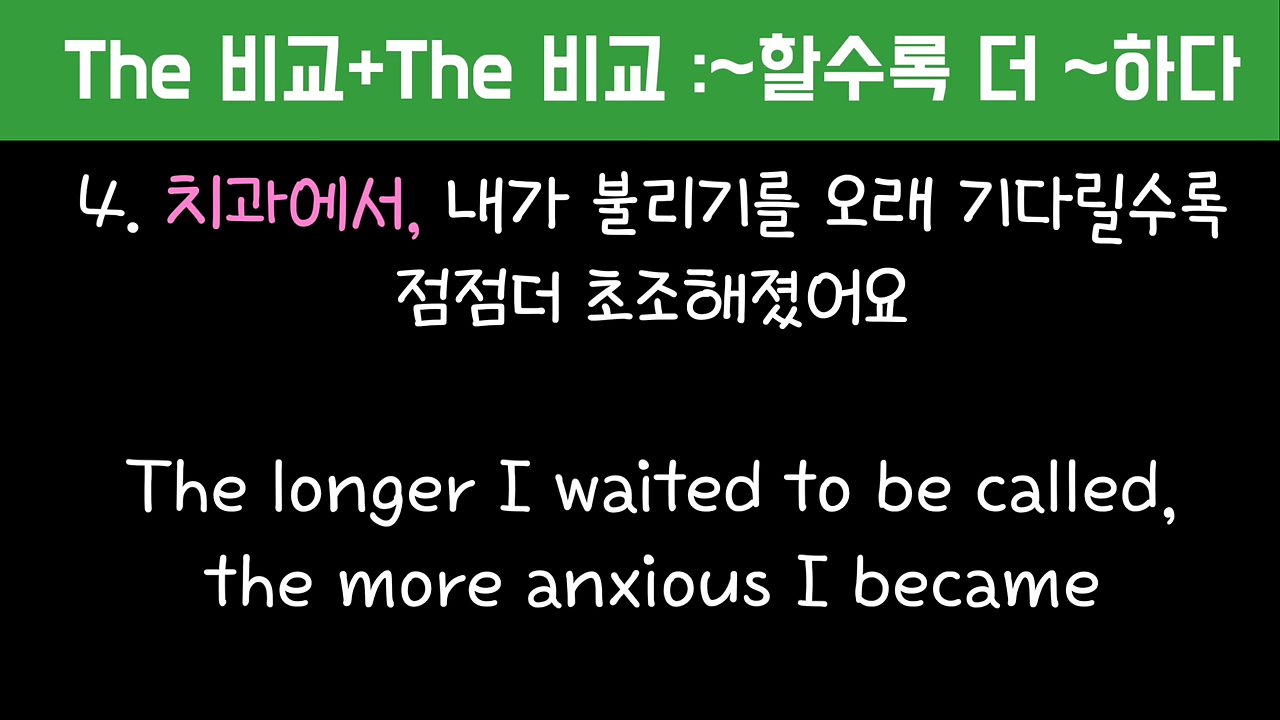 The 비교+The 비교 :~할수록 더 ~하다
4. 치과에서, 내가 불리기를 오래 기다릴수록
점점더 초조해졌어요
The longer I waited to be called,
the more anxious I became